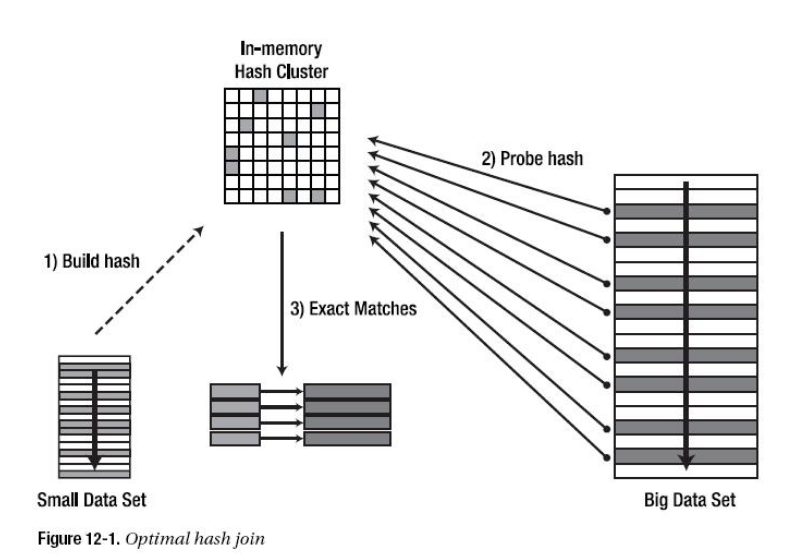 In-memory
Hash Cluster
2) Probe hash
1) Build hash
3) Exact Matches
Small Data Set
Big Data Set
Figure 12-1. Optimal hash join